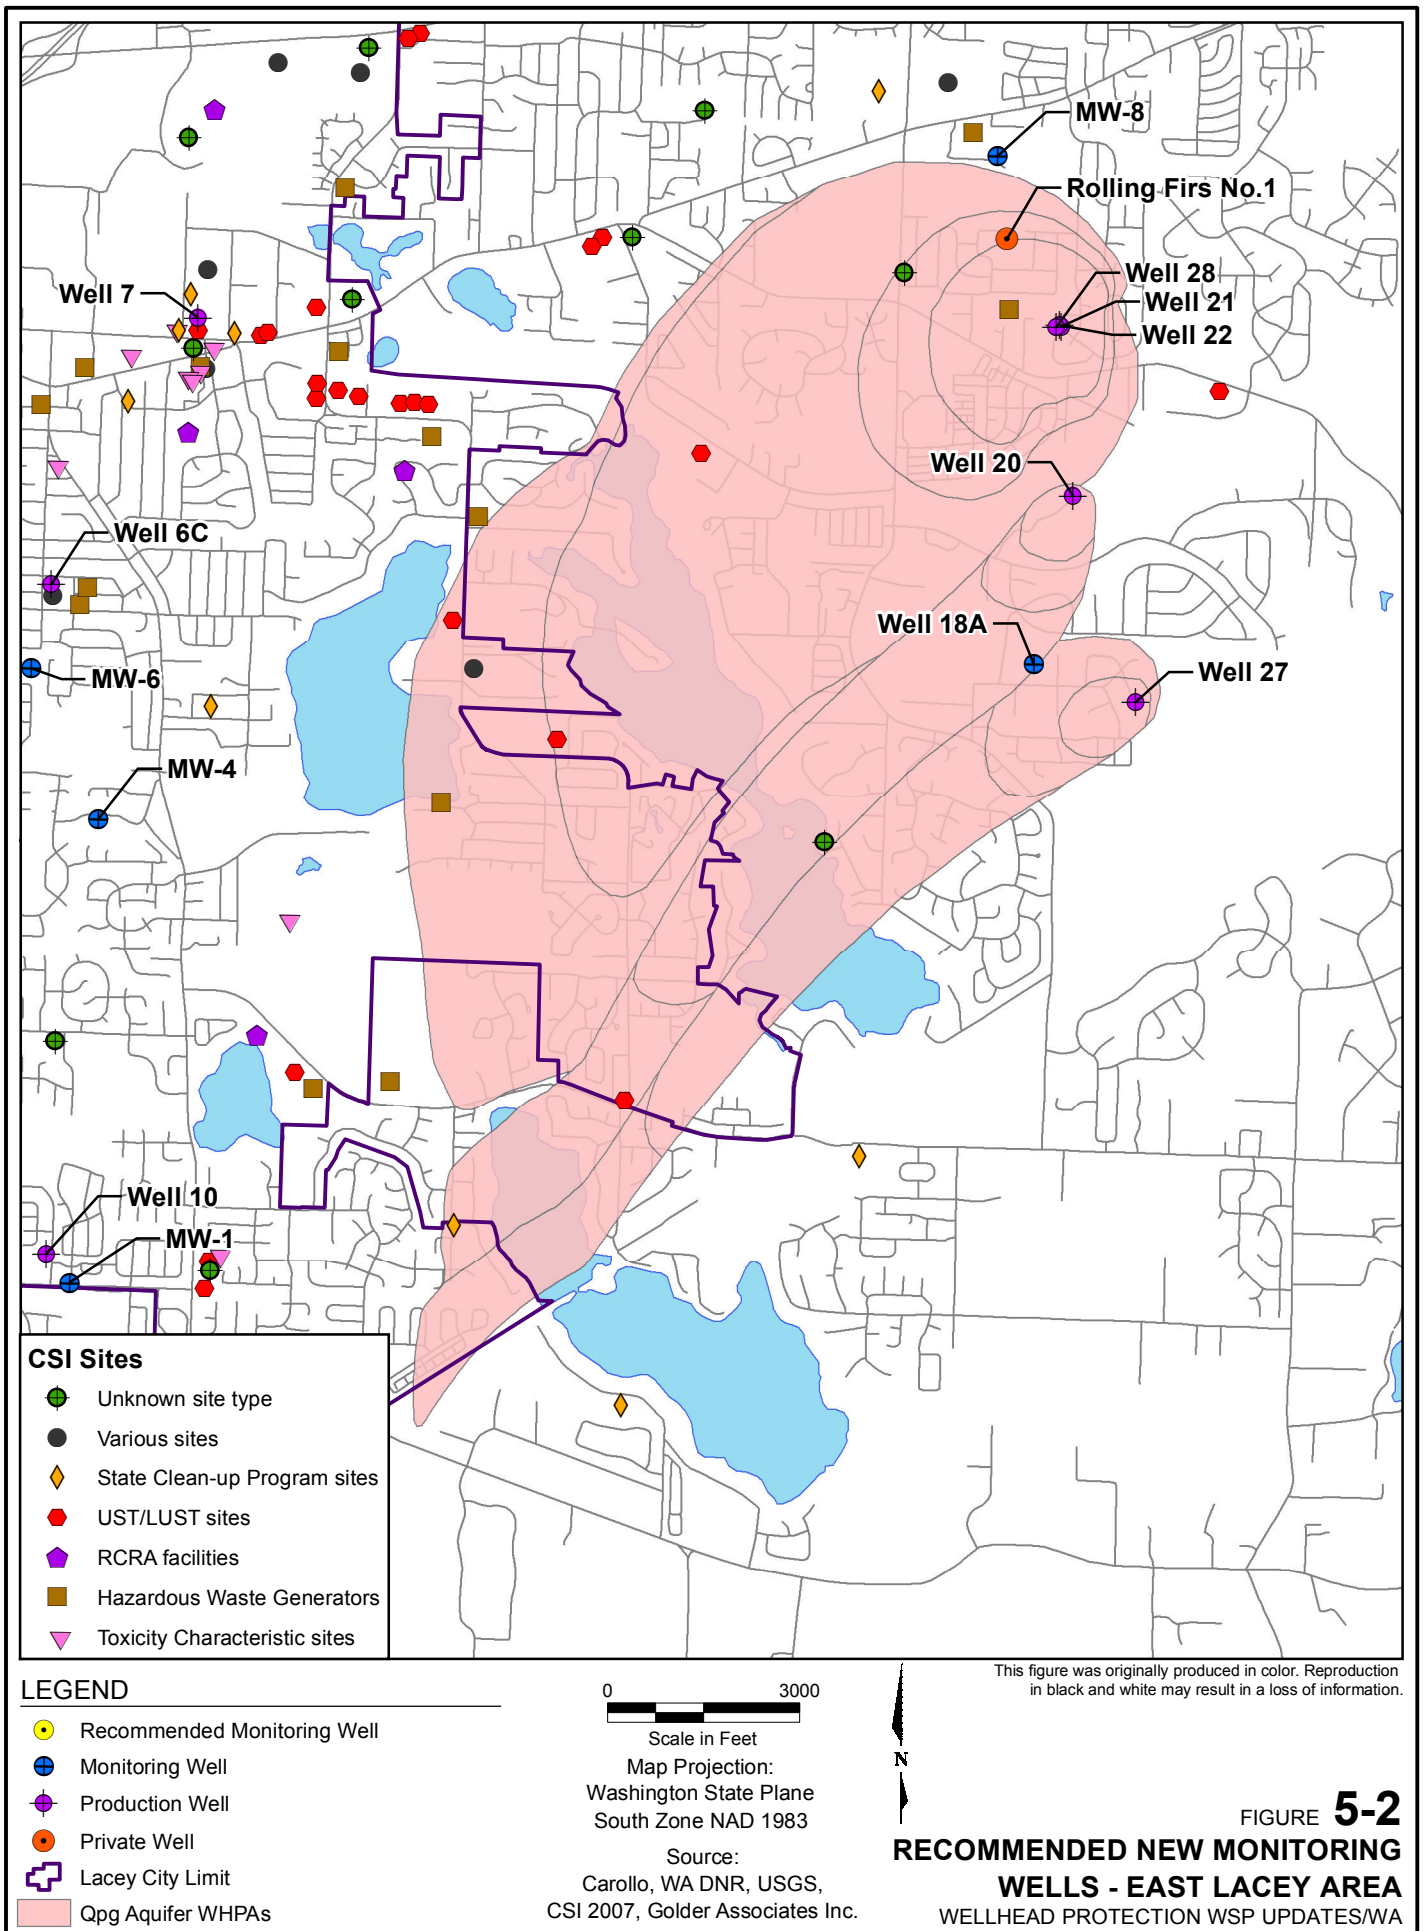 MW-8
Rolling Firs No.1
Well 28
Well 7
Well 21
Well 22
Well 20
Well 6C
Well 18A
Well 27
MW-6
MW-4
Well 10
MW-1
CSI Sites
Unknown site type
Various sites
State Clean-up Program sites
UST/LUST sites
RCRA facilities
Hazardous Waste Generators
Toxicity Characteristic sites
LEGEND
Recommended Monitoring Well
Monitoring Well
Production Well
Private Well
Lacey City Limit
Qpg Aquifer WHPAs
0 3000
Scale in Feet
Map Projection:
Washington State Plane
South Zone NAD 1983
Source:
Carollo, WA DNR, USGS,
CSI 2007, Golder Associates Inc.
N
This figure was originally produced in color. Reproduction
in black and white may result in a loss of information.
FIGURE 5-2
RECOMMENDED NEW MONITORING
WELLS - EAST LACEY AREA
WELLHEAD PROTECTION WSP UPDATES/WA